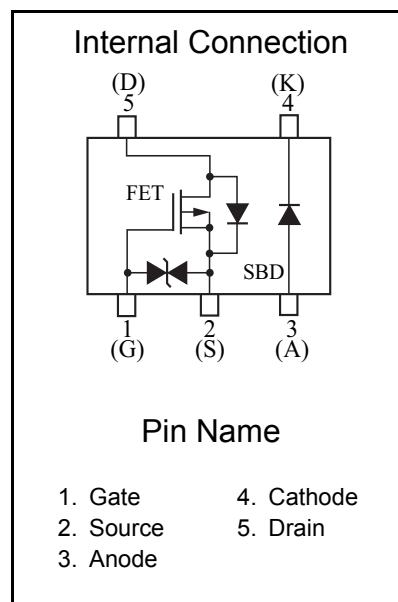 Internal Connection
(D) (K)
5 4
FET
SBD
1 2 3
(G) (S) (A)
Pin Name
1. Gate 4. Cathode
2. Source 5. Drain
3. Anode